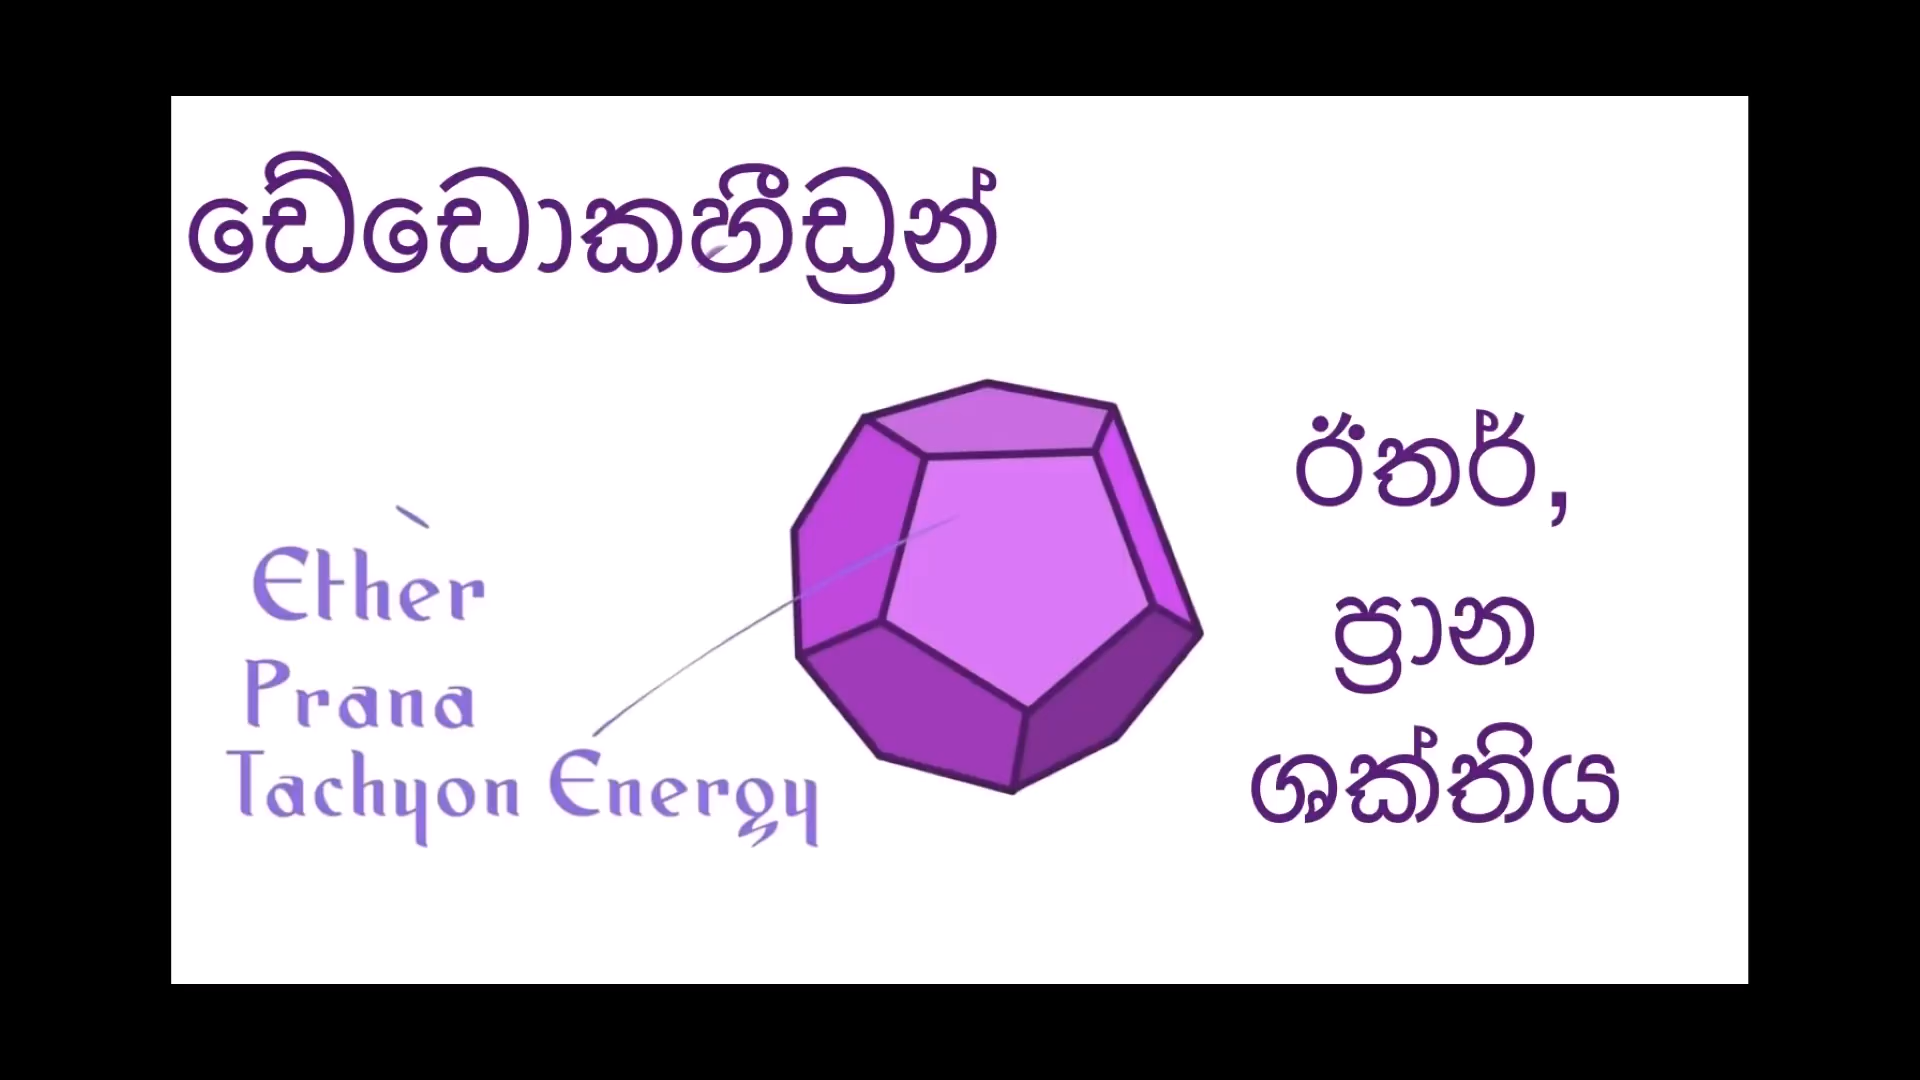 ඩේඩොකහීඩ්‍රන්
Ether
Prana
Tachyon Energy
ඊතර්,
ප්‍රාන
ශක්තිය